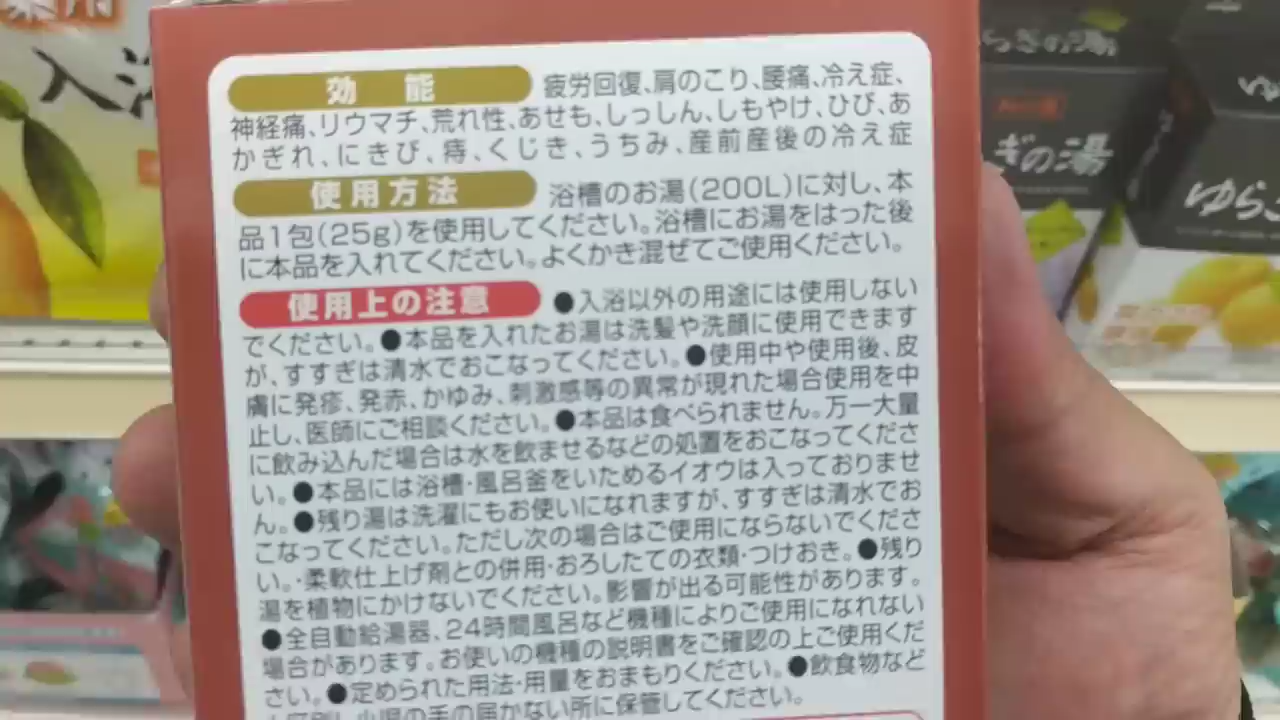 効能 疲労回復、肩のこり、腰痛、冷え症、
神経痛、リウマチ、荒れ性、あせも、しっしん、しもやけ、ひび、あ
かぎれ、にきび、痔、くじき、うちみ、産前産後の冷え症
使用方法 浴槽のお湯(200L)に対し、本
品1包(25g)を使用してください。浴槽にお湯をはった後
に本品を入れてください。よくかき混ぜてご使用ください。
使用上の注意 ●入浴以外の用途には使用しない
でください。●本品を入れたお湯は洗髪や洗顔に使用できます
が、すすぎは清水でおこなってください。●使用中や使用後、皮
膚に発疹、発赤、かゆみ、刺激感等の異常が現れた場合使用を中
止し、医師にご相談ください。●本品は食べられません。万一大量
に飲み込んだ場合は水を飲ませるなどの処置をおこなってくださ
い。●本品には浴槽・風呂釜をいためるイオウは入っておりませ
ん。●残り湯は洗濯にもお使いになれますが、すすぎは清水でお
こなってください。ただし次の場合はご使用にならないでくださ
い。・柔軟仕上げ剤との併用・おろしたての衣類・つけおき。●残り
湯を植物にかけないでください。影響が出る可能性があります。
●全自動給湯器、24時間風呂など機種によりご使用になれない
場合があります。お使いの機種の説明書をご確認の上ご使用くだ
さい。●定められた用法・用量をおまもりください。●飲食物など
と区別し、小児の手の届かない所に保管してください。
入浴
らぎの湯
ぎの湯
ゆら